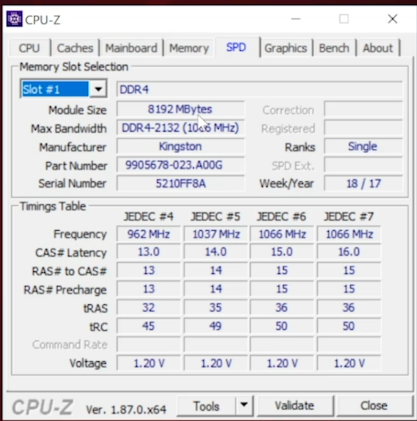 CPU-Z
CPU Caches Mainboard Memory SPD Graphics Bench About
Memory Slot Selection
Slot #1 DDR4
Module Size 8192 MBytes Correction
Max Bandwidth DDR4-2132 (1066 MHz) Registered
Manufacturer Kingston Ranks Single
Part Number 9905678-023.A00G SPD Ext.
Serial Number 5210FF8A Week/Year 18 / 17
Timings Table
JEDEC #4 JEDEC #5 JEDEC #6 JEDEC #7
Frequency 962 MHz 1037 MHz 1066 MHz 1066 MHz
CAS# Latency 13.0 14.0 15.0 16.0
RAS# to CAS# 13 14 15 15
RAS# Precharge 13 14 15 15
tRAS 32 35 36 36
tRC 45 49 50 50
Command Rate
Voltage 1.20 V 1.20 V 1.20 V 1.20 V
CPU-Z Ver. 1.87.0.x64 Tools Validate Close